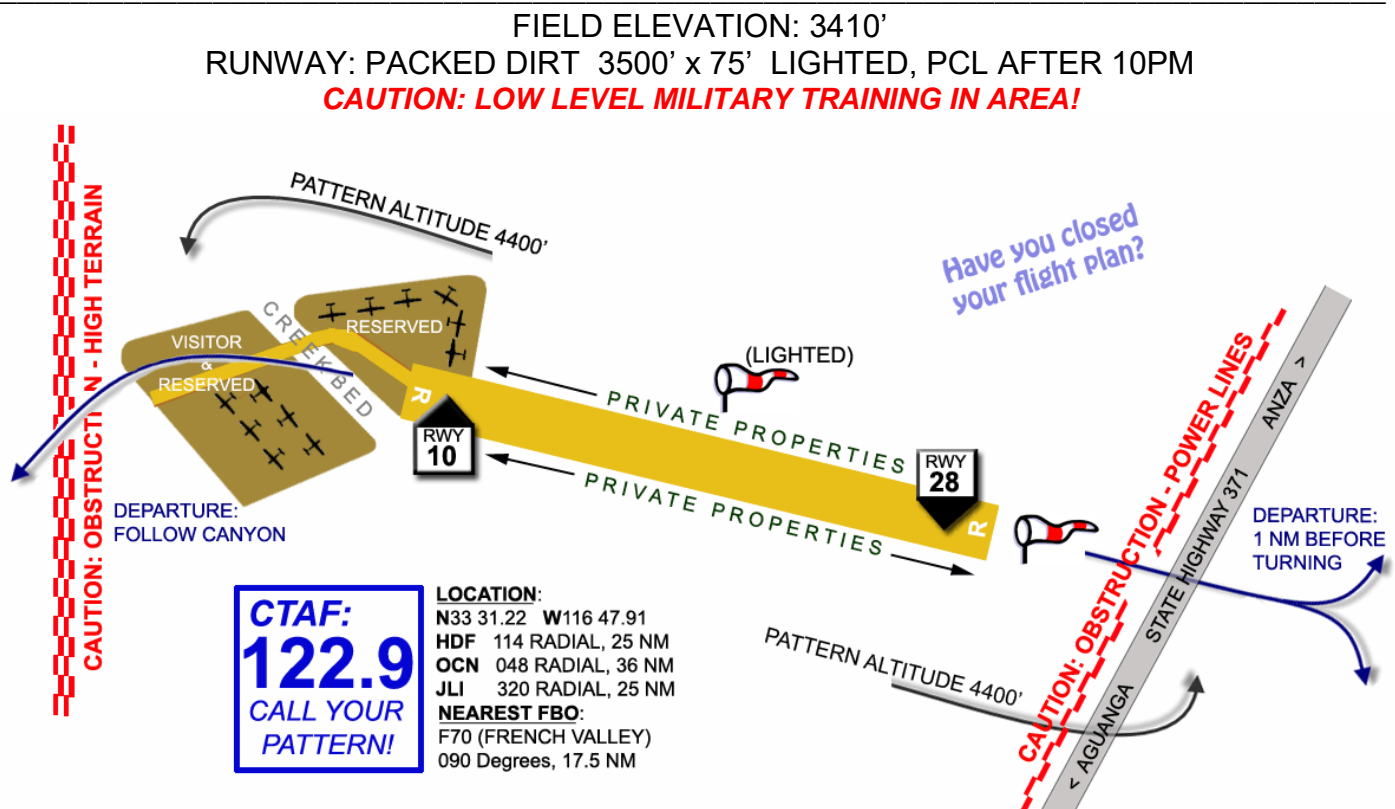 FIELD ELEVATION: 3410’
RUNWAY: PACKED DIRT 3500’ x 75’ LIGHTED, PCL AFTER 10PM
CAUTION: LOW LEVEL MILITARY TRAINING IN AREA!
CAUTION: OBSTRUCTI N - HIGH TERRAIN
PATTERN ALTITUDE 4400’
Have you closed
your flight plan?
CREEKBED
RESERVED
VISITOR
&
RESERVED
(LIGHTED)
R
RWY
10
PRIVATE PROPERTIES
PRIVATE PROPERTIES
RWY
28
R
CAUTION: OBSTRUCTION - POWER LINES
< AGUANGA STATE HIGHWAY 371 ANZA >
DEPARTURE:
FOLLOW CANYON
DEPARTURE:
1 NM BEFORE
TURNING
CTAF:
122.9
CALL YOUR
PATTERN!
LOCATION:
N33 31.22 W116 47.91
HDF 114 RADIAL, 25 NM
OCN 048 RADIAL, 36 NM
JLI 320 RADIAL, 25 NM
NEAREST FBO:
F70 (FRENCH VALLEY)
090 Degrees, 17.5 NM
PATTERN ALTITUDE 4400’